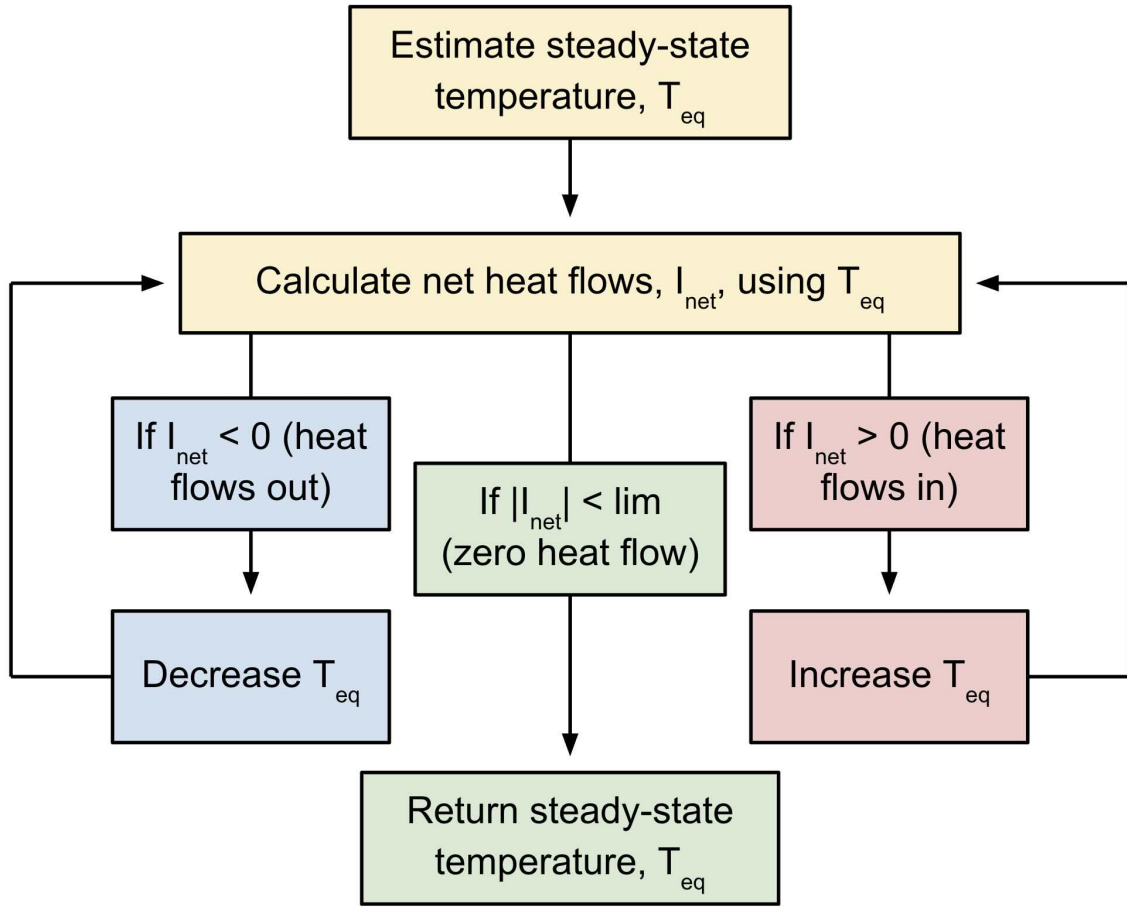 Estimate steady-state
temperature, T_eq
Calculate net heat flows, I_net, using T_eq
If I_net < 0 (heat
flows out)
If |I_net| < lim
(zero heat flow)
If I_net > 0 (heat
flows in)
Decrease T_eq
Increase T_eq
Return steady-state
temperature, T_eq